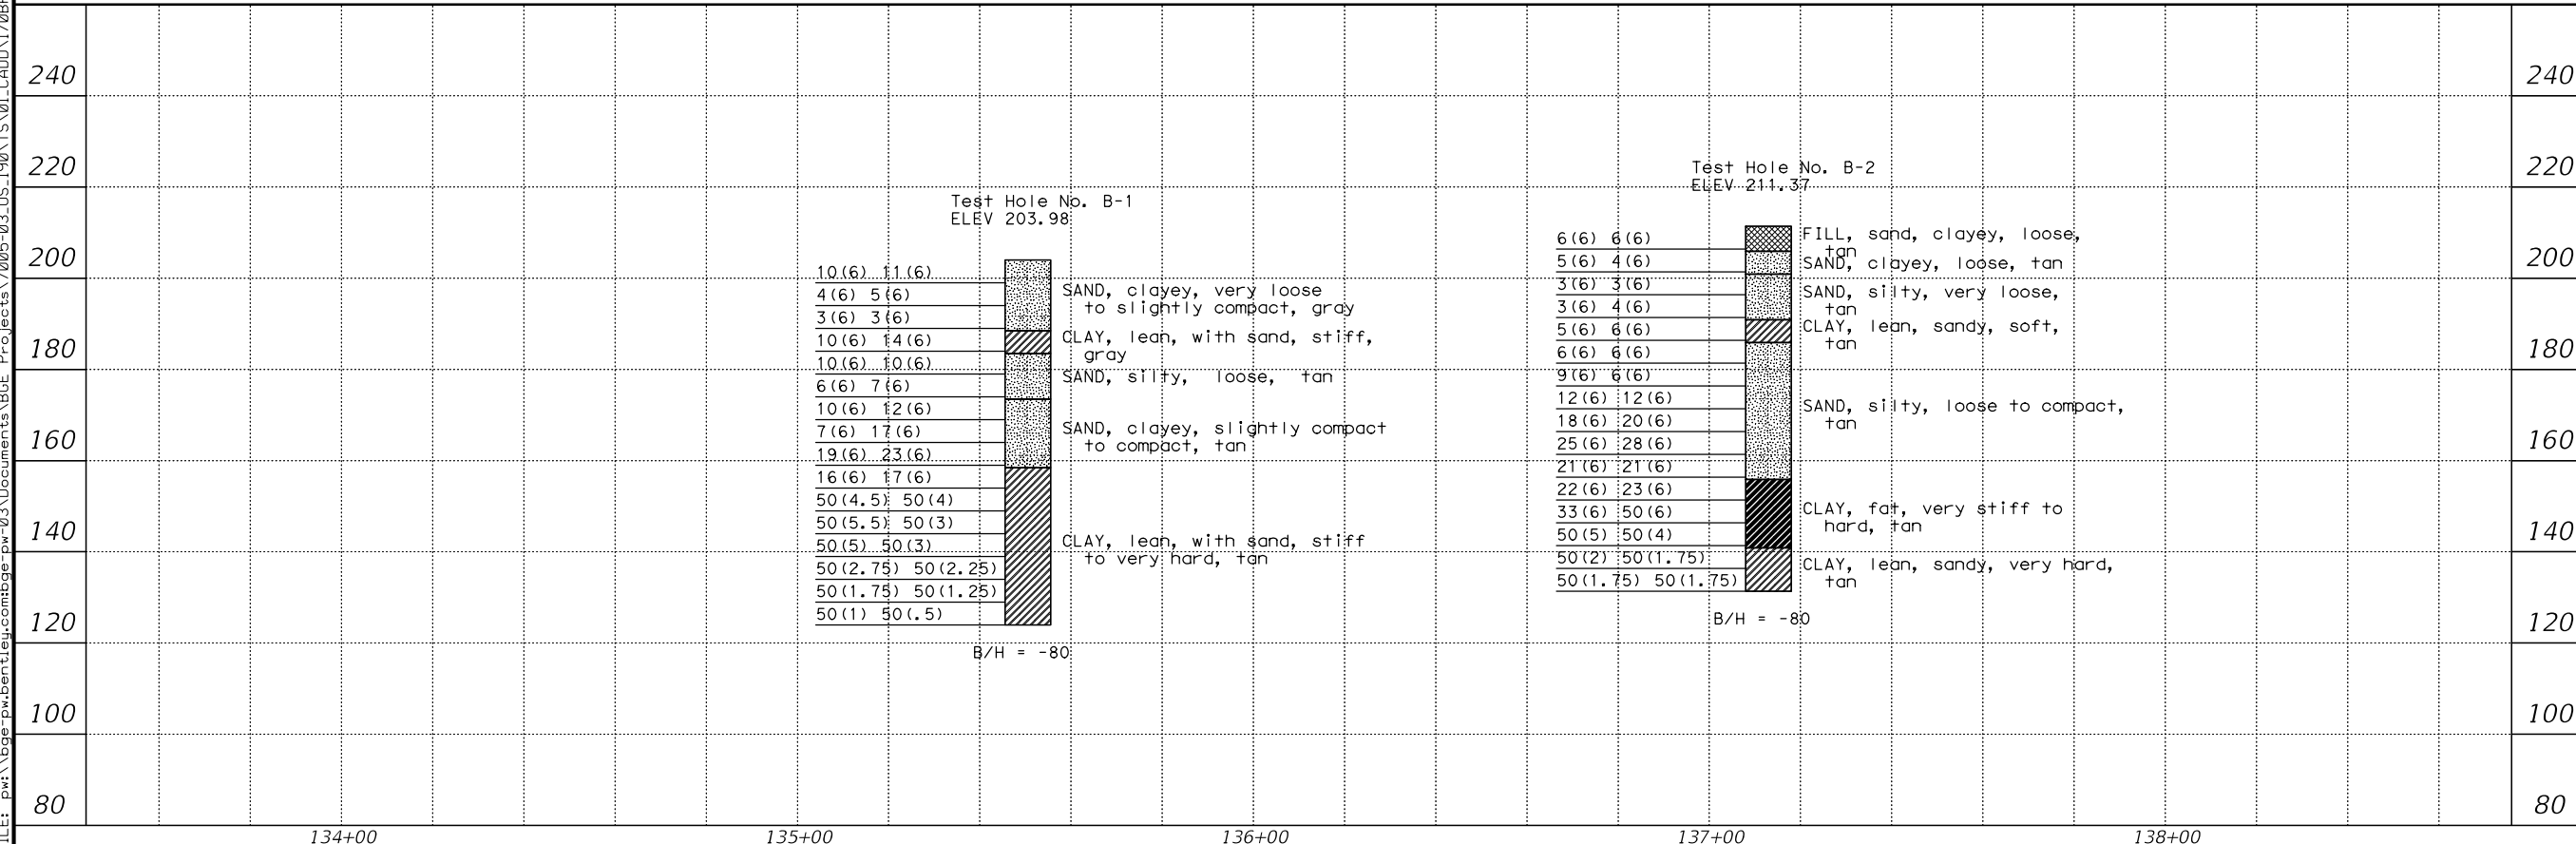 240
220
200
180
160
140
120
100
80
Test Hole No. B-1
ELEV 203.98
10(6) 11(6)
4(6) 5(6)
3(6) 3(6)
10(6) 14(6)
10(6) 10(6)
6(6) 7(6)
10(6) 12(6)
7(6) 17(6)
19(6) 23(6)
16(6) 17(6)
50(4.5) 50(4)
50(5.5) 50(3)
50(5) 50(3)
50(2.75) 50(2.25)
50(1.75) 50(1.25)
50(1) 50(.5)
SAND, clayey, very loose
to slightly compact, gray
CLAY, lean, with sand, stiff,
gray
SAND, silty, loose, tan
SAND, clayey, slightly compact
to compact, tan
CLAY, lean, with sand, stiff
to very hard, tan
B/H = -80
Test Hole No. B-2
ELEV 211.37
6(6) 6(6)
5(6) 4(6)
3(6) 3(6)
3(6) 4(6)
5(6) 6(6)
6(6) 6(6)
9(6) 6(6)
12(6) 12(6)
18(6) 20(6)
25(6) 28(6)
21(6) 21(6)
22(6) 23(6)
33(6) 50(6)
50(5) 50(4)
50(2) 50(1.75)
50(1.75) 50(1.75)
FILL, sand, clayey, loose,
tan
SAND, clayey, loose, tan
SAND, silty, very loose,
tan
CLAY, lean, sandy, soft,
tan
SAND, silty, loose to compact,
tan
CLAY, fat, very stiff to
hard, tan
CLAY, lean, sandy, very hard,
tan
B/H = -80
240
220
200
180
160
140
120
100
80
134+00
135+00
136+00
137+00
138+00